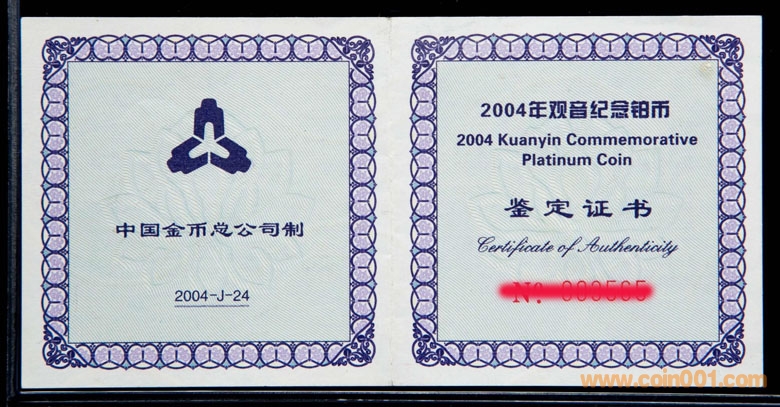 中国金币总公司制
2004-J-24
2004年观音纪念铂币
2004 Kuanyin Commemorative
Platinum Coin
鉴定证书
Certificate of Authenticity
www.coin001.com